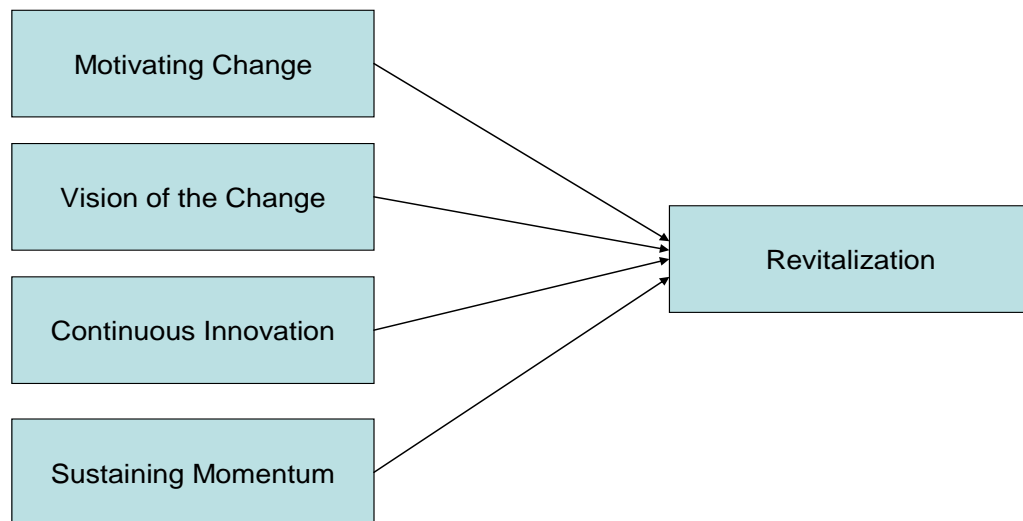 Motivating Change
Vision of the Change
Revitalization
Continuous Innovation
Sustaining Momentum